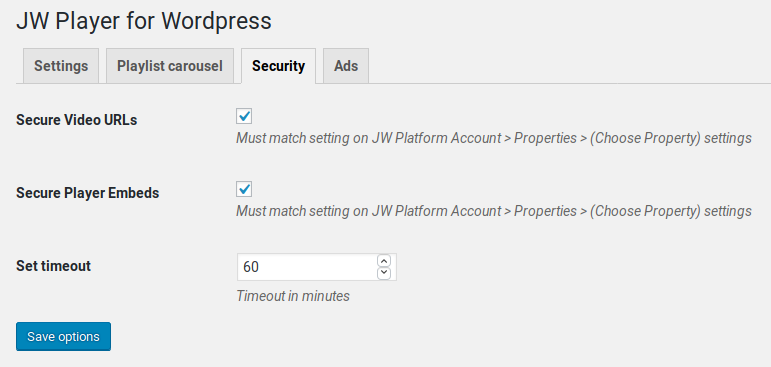 JW Player for Wordpress
Settings Playlist carousel Security Ads
Secure Video URLs
Must match setting on JW Platform Account > Properties > (Choose Property) settings
Secure Player Embeds
Must match setting on JW Platform Account > Properties > (Choose Property) settings
Set timeout 60
Timeout in minutes
Save options